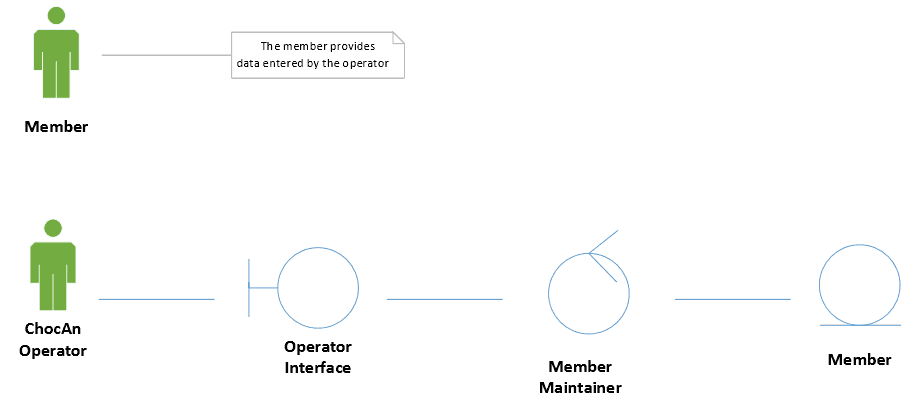 The member provides
data entered by the operator
Member
ChocAn
Operator
Operator
Interface
Member
Maintainer
Member